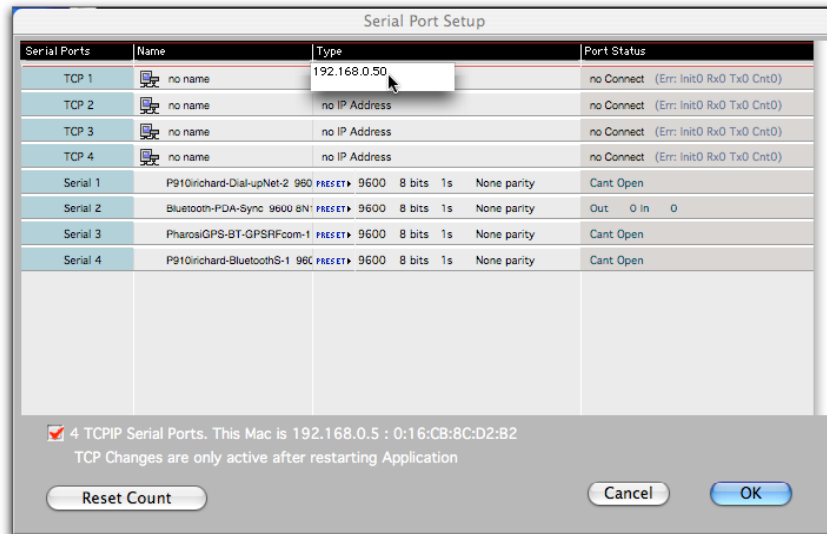 Serial Port Setup
Serial Ports Name Type Port Status
TCP 1 no name 192.168.0.50 no Connect (Err: Init0 Rx0 Tx0 Cnt0)
TCP 2 no name no IP Address no Connect (Err: Init0 Rx0 Tx0 Cnt0)
TCP 3 no name no IP Address no Connect (Err: Init0 Rx0 Tx0 Cnt0)
TCP 4 no name no IP Address no Connect (Err: Init0 Rx0 Tx0 Cnt0)
Serial 1 P910irichard-Dial-upNet-2 960 PRESET 9600 8 bits 1s None parity Cant Open
Serial 2 Bluetooth-PDA-Sync 9600 8N1 PRESET 9600 8 bits 1s None parity Out 0 In 0
Serial 3 PharosiGPS-BT-GPSRFcom-1 PRESET 9600 8 bits 1s None parity Cant Open
Serial 4 P910irichard-BluetoothS-1 960 PRESET 9600 8 bits 1s None parity Cant Open
4 TCPIP Serial Ports. This Mac is 192.168.0.5 : 0:16:CB:8C:D2:B2
TCP Changes are only active after restarting Application
Reset Count Cancel OK